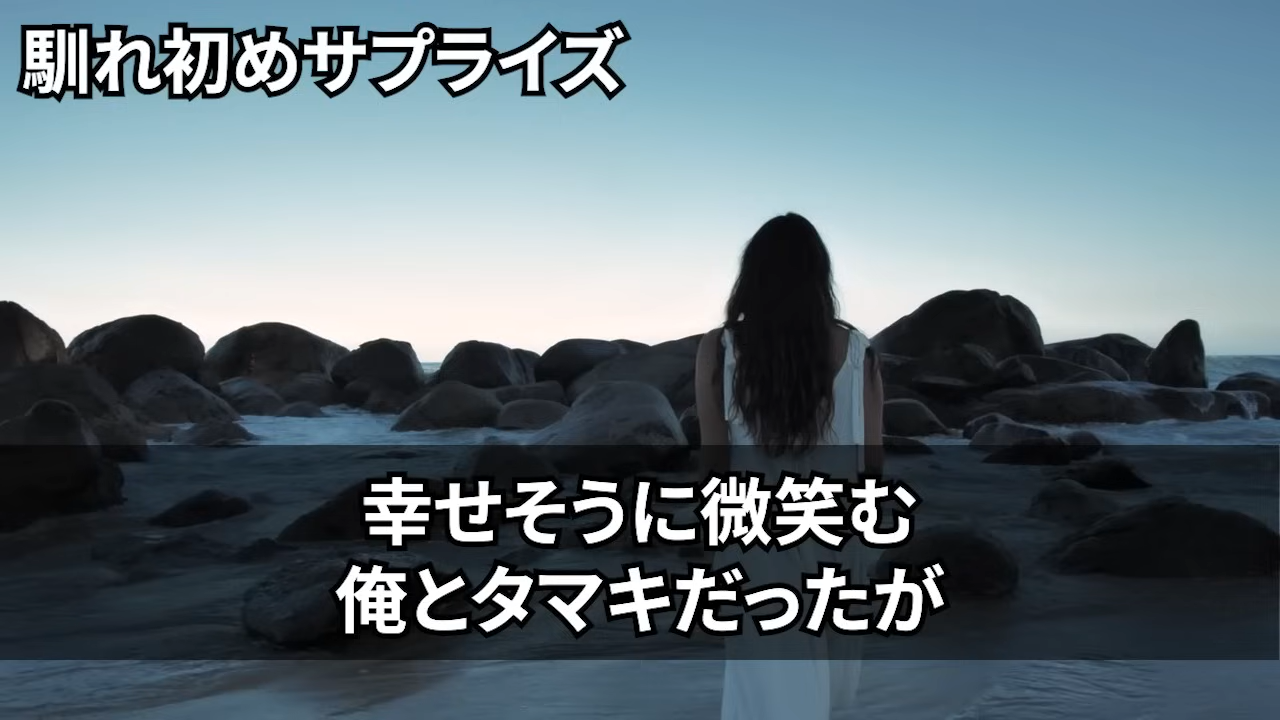 馴れ初めサプライズ
幸せそうに微笑む
俺とタマキだったが